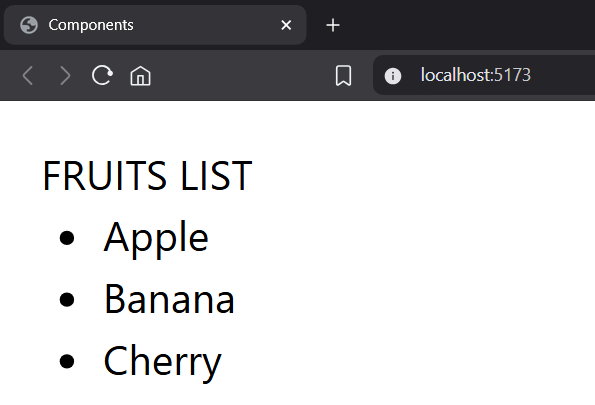 Components
localhost:5173
FRUITS LIST
Apple
Banana
Cherry